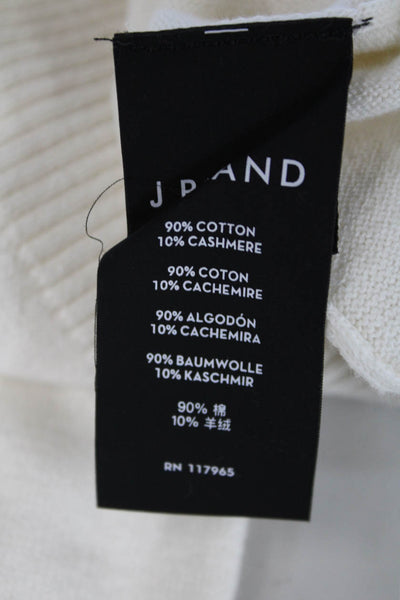 J BRAND
90% COTTON
10% CASHMERE
90% COTON
10% CACHEMIRE
90% ALGODÓN
10% CACHEMIRA
90% BAUMWOLLE
10% KASCHMIR
90% 棉
10% 羊绒
RN 117965